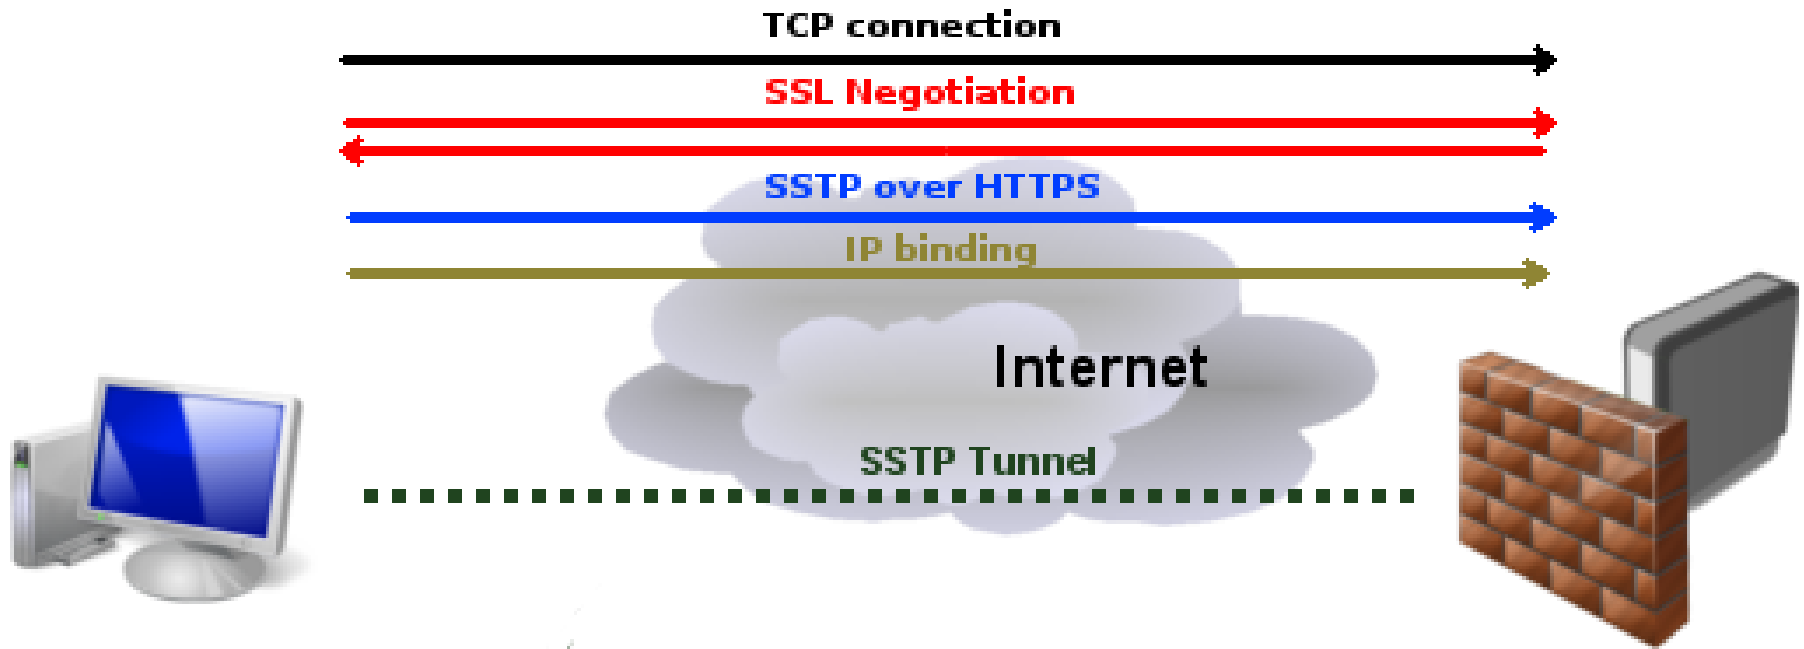 TCP connection
SSL Negotiation
SSTP over HTTPS
IP binding
Internet
SSTP Tunnel